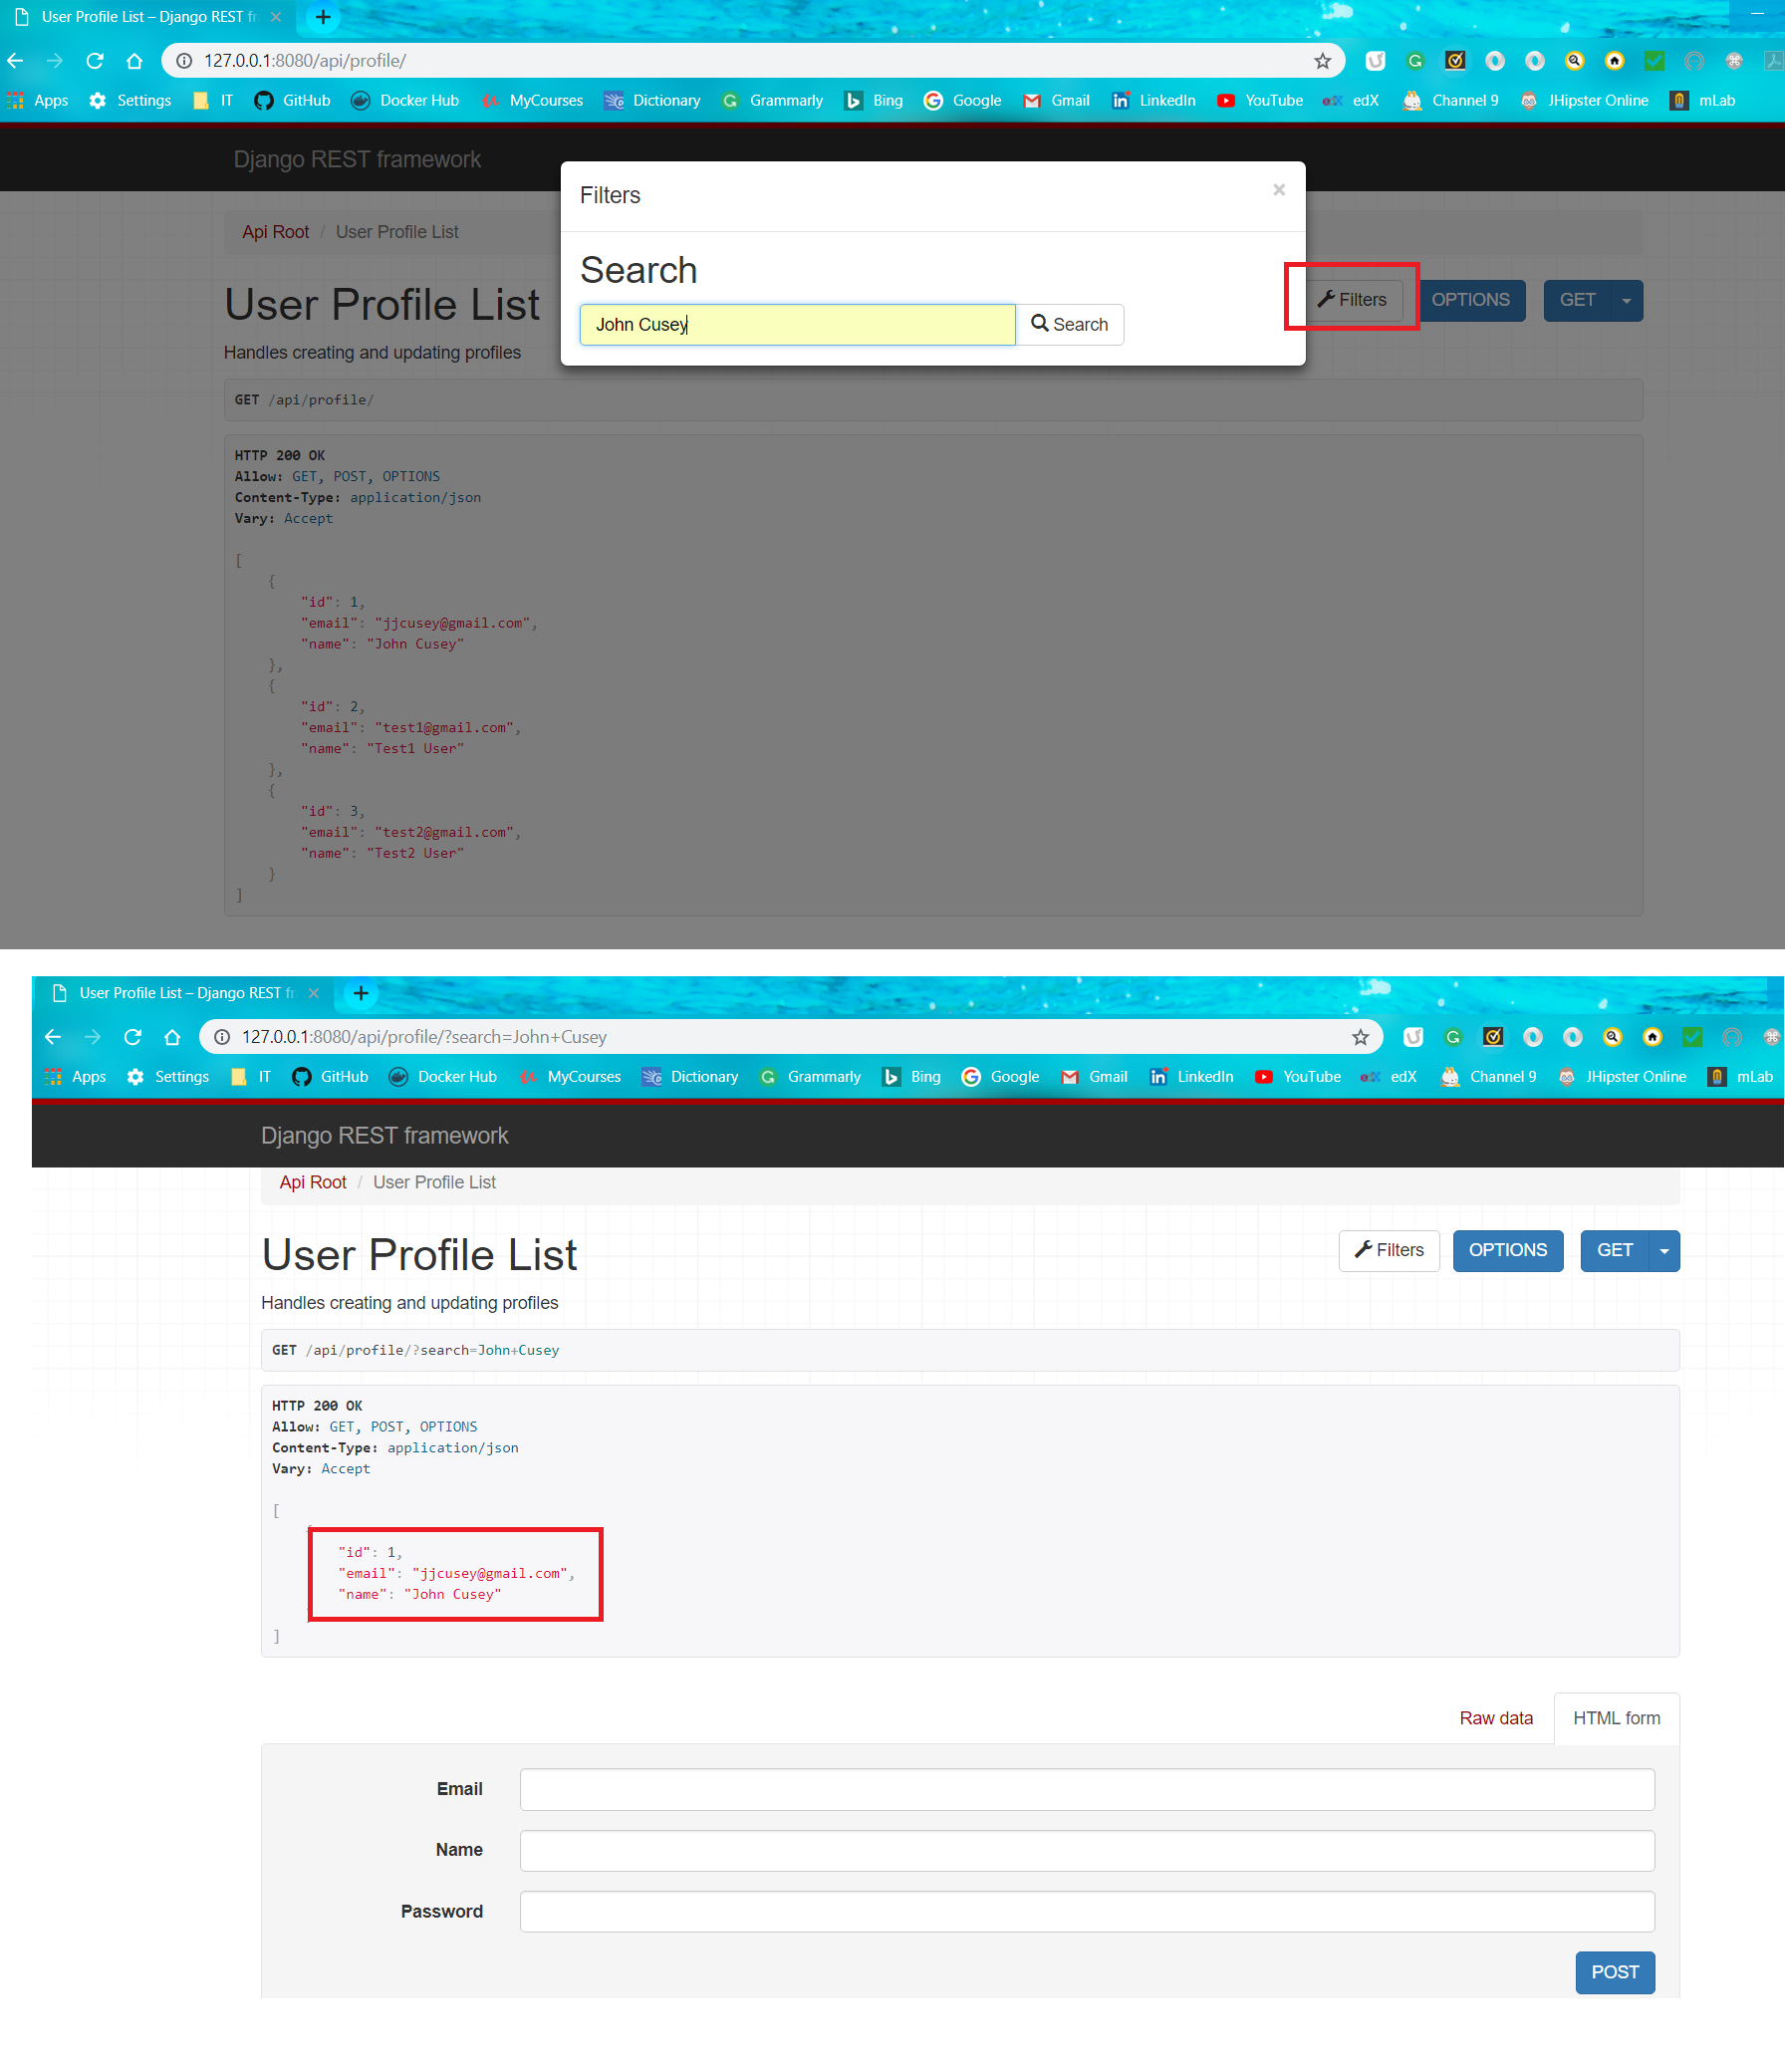 User Profile List – Django REST fr
127.0.0.1:8080/api/profile/
Apps Settings IT GitHub Docker Hub MyCourses Dictionary Grammarly Bing Google Gmail LinkedIn YouTube edX Channel 9 JHipster Online mLab
Django REST framework
Filters ×
Api Root / User Profile List
Search
User Profile List
Filters OPTIONS GET
John Cusey Search
Handles creating and updating profiles
GET /api/profile/
HTTP 200 OK
Allow: GET, POST, OPTIONS
Content-Type: application/json
Vary: Accept
[
{
"id": 1,
"email": "jjcusey@gmail.com",
"name": "John Cusey"
},
{
"id": 2,
"email": "test1@gmail.com",
"name": "Test1 User"
},
{
"id": 3,
"email": "test2@gmail.com",
"name": "Test2 User"
}
]
User Profile List – Django REST fr
127.0.0.1:8080/api/profile/?search=John+Cusey
Apps Settings IT GitHub Docker Hub MyCourses Dictionary Grammarly Bing Google Gmail LinkedIn YouTube edX Channel 9 JHipster Online mLab
Django REST framework
Api Root / User Profile List
User Profile List
Filters OPTIONS GET
Handles creating and updating profiles
GET /api/profile/?search=John+Cusey
HTTP 200 OK
Allow: GET, POST, OPTIONS
Content-Type: application/json
Vary: Accept
[
"id": 1,
"email": "jjcusey@gmail.com",
"name": "John Cusey"
]
Raw data HTML form
Email
Name
Password
POST